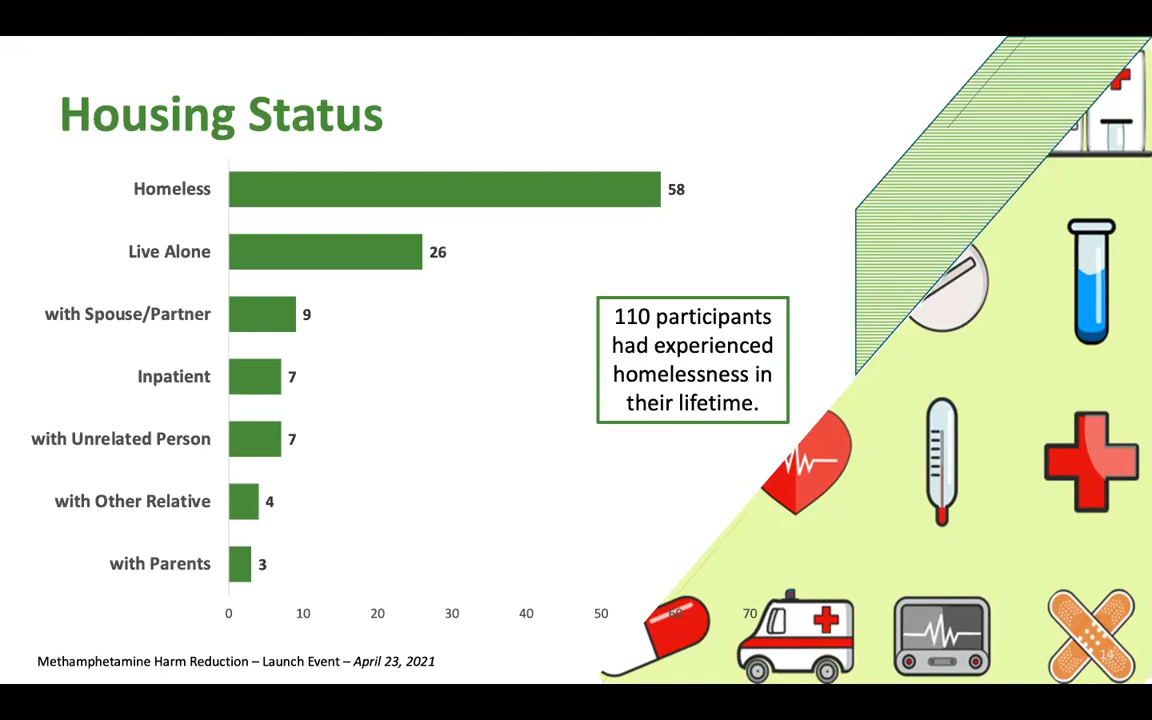 Housing Status
Homeless 58
Live Alone 26
with Spouse/Partner 9
Inpatient 7
with Unrelated Person 7
with Other Relative 4
with Parents 3
0 10 20 30 40 50 60 70
110 participants
had experienced
homelessness in
their lifetime.
Methamphetamine Harm Reduction – Launch Event – April 23, 2021
14